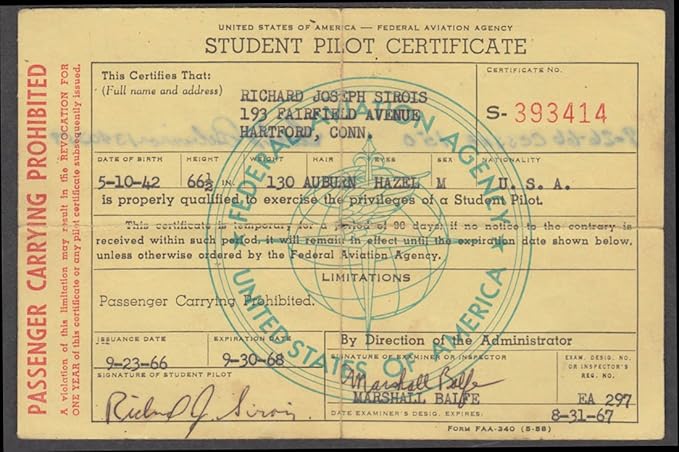 UNITED STATES OF AMERICA — FEDERAL AVIATION AGENCY
STUDENT PILOT CERTIFICATE
PASSENGER CARRYING PROHIBITED
A violation of this limitation may result in the REVOCATION FOR
ONE YEAR of this certificate or any pilot certificate subsequently issued.
This Certifies That:
(Full name and address)
RICHARD JOSEPH SIROIS
193 FAIRFIELD AVENUE
HARTFORD, CONN.
CERTIFICATE NO.
S- 393414
DATE OF BIRTH HEIGHT WEIGHT HAIR EYES SEX NATIONALITY
5-10-42 66½ IN. 130 AUBURN HAZEL M U. S. A.
is properly qualified to exercise the privileges of a Student Pilot.
This certificate is temporary for a period of 90 days; if no notice to the contrary is
received within such period, it will remain in effect until the expiration date shown below,
unless otherwise ordered by the Federal Aviation Agency.
LIMITATIONS
Passenger Carrying Prohibited.
FEDERAL AVIATION AGENCY
UNITED STATES OF AMERICA
ISSUANCE DATE EXPIRATION DATE By Direction of the Administrator
9-23-66 9-30-68
SIGNATURE OF EXAMINER OR INSPECTOR EXAM. DESIG. NO.
OR INSPECTOR'S
REG. NO.
Marshall Balfe
MARSHALL BALFE EA 297
SIGNATURE OF STUDENT PILOT
Richard J. Sirois
DATE EXAMINER'S DESIG. EXPIRES: 8-31-67
FORM FAA-340 (5-58)